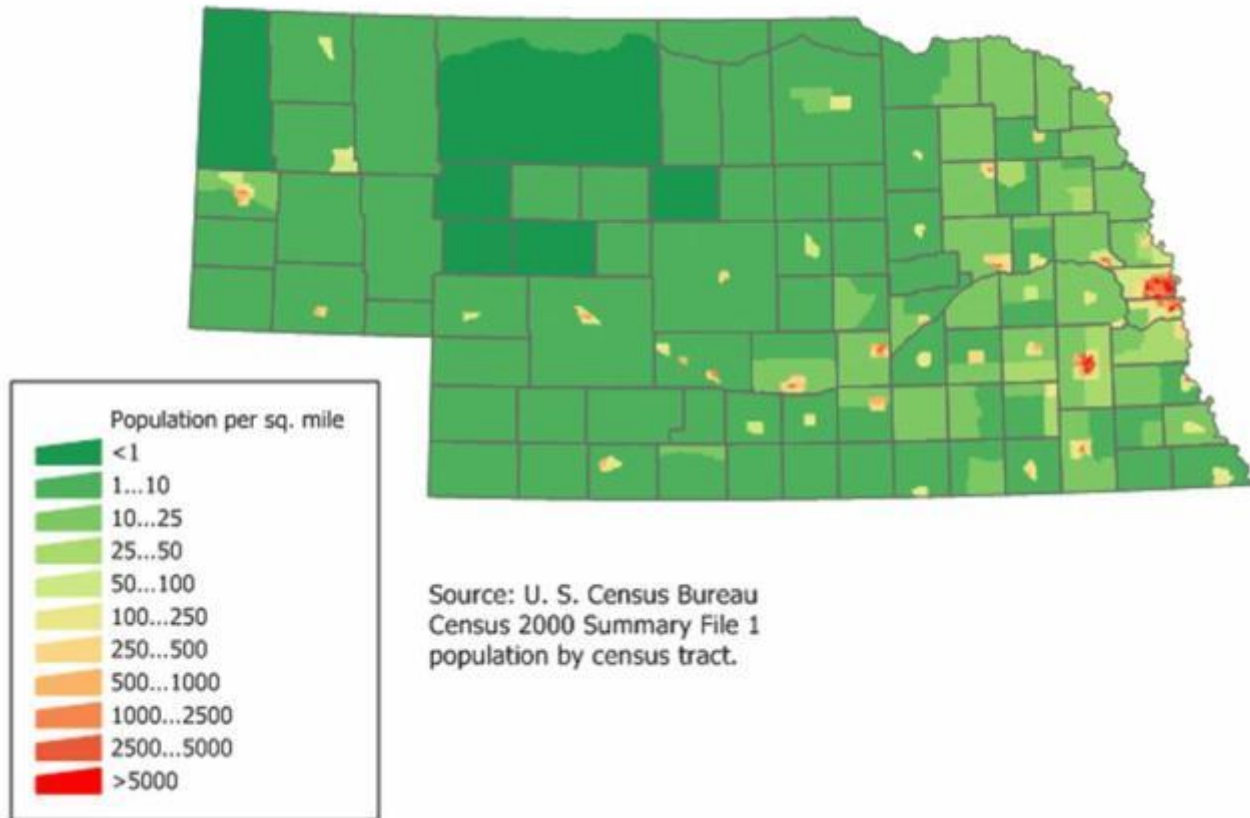 Population per sq. mile
<1
1...10
10...25
25...50
50...100
100...250
250...500
500...1000
1000...2500
2500...5000
>5000
Source: U. S. Census Bureau
Census 2000 Summary File 1
population by census tract.